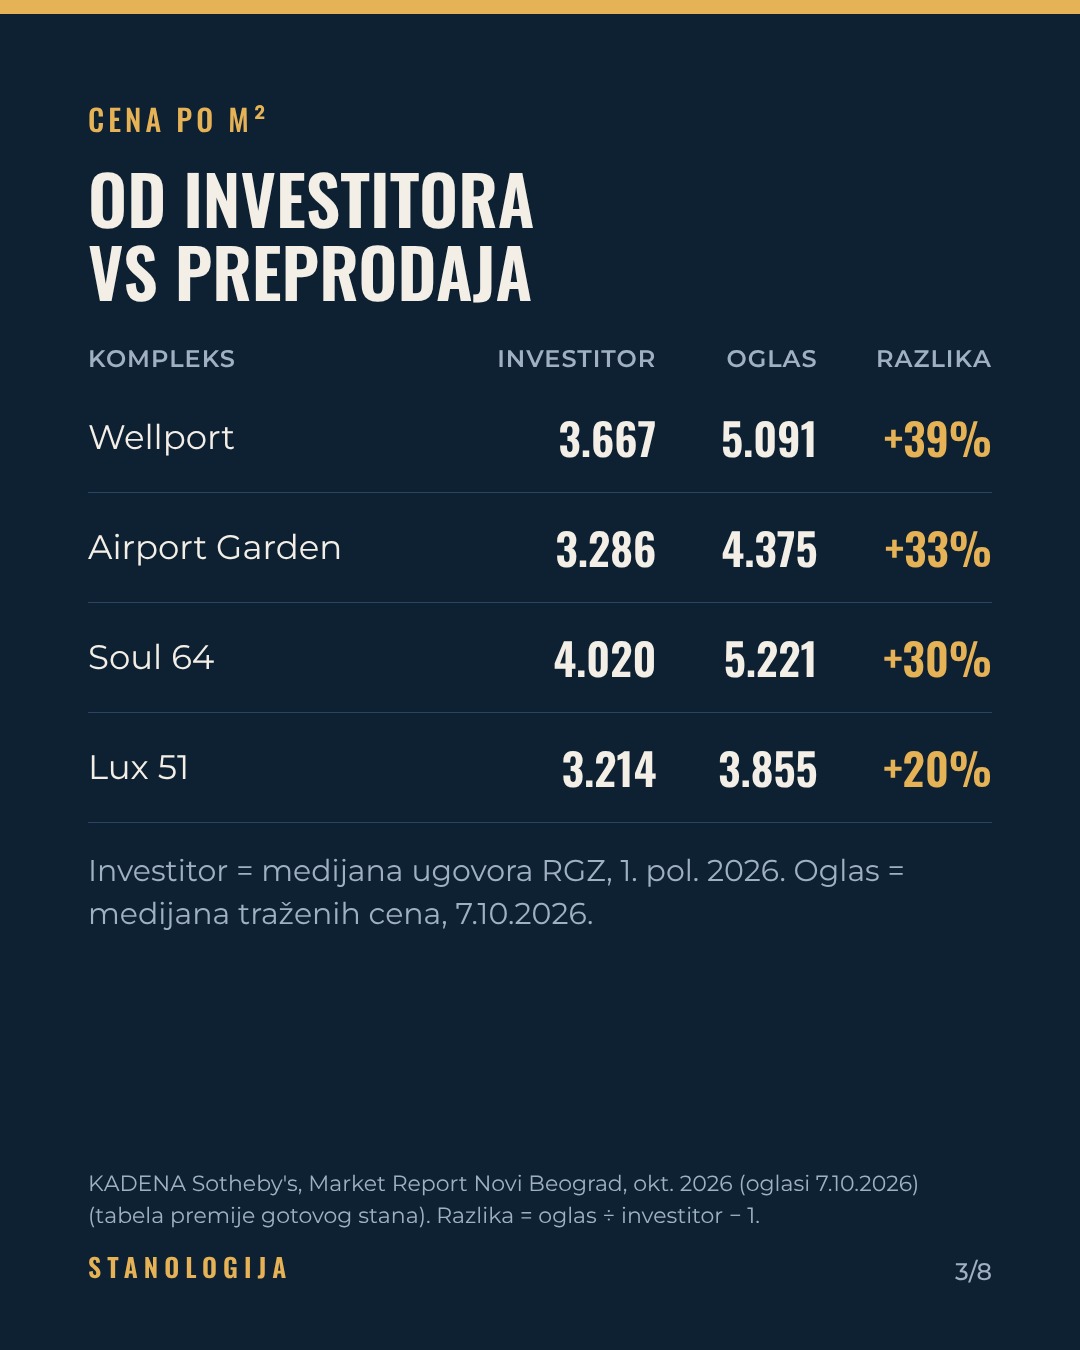 CENA PO M²
OD INVESTITORA
VS PREPRODAJA
KOMPLEKS INVESTITOR OGLAS RAZLIKA
Wellport 3.667 5.091 +39%
Airport Garden 3.286 4.375 +33%
Soul 64 4.020 5.221 +30%
Lux 51 3.214 3.855 +20%
Investitor = medijana ugovora RGZ, 1. pol. 2026. Oglas =
medijana traženih cena, 7.10.2026.
KADENA Sotheby's, Market Report Novi Beograd, okt. 2026 (oglasi 7.10.2026)
(tabela premije gotovog stana). Razlika = oglas ÷ investitor − 1.
STANOLOGIJA
3/8